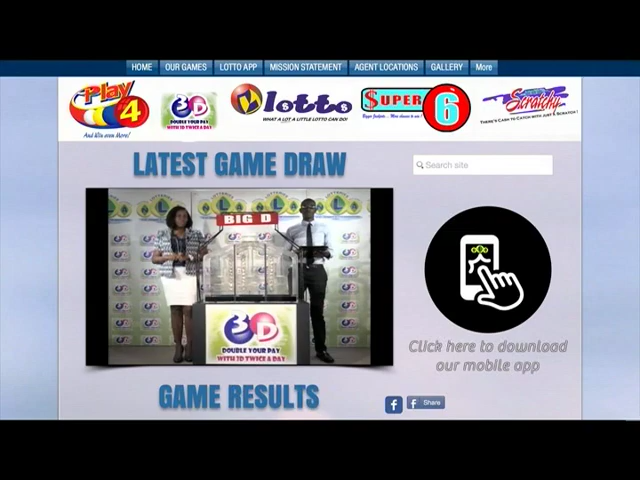 HOME
OUR GAMES
LOTTO APP
MISSION STATEMENT
AGENT LOCATIONS
GALLERY
More
Play 4
And Win even More!
3D
DOUBLE YOUR PAY
WITH 3D TWICE A DAY
lotto
WHAT A LOT A LITTLE LOTTO CAN DO!
SUPER 6
Scratchy
THERE'S CASH TO CATCH WITH JUST A SCRATCH!
LATEST GAME DRAW
Search site
BIG D
3D
DOUBLE YOUR PAY
WITH 3D TWICE A DAY
Click here to download
our mobile app
GAME RESULTS
f
f Share